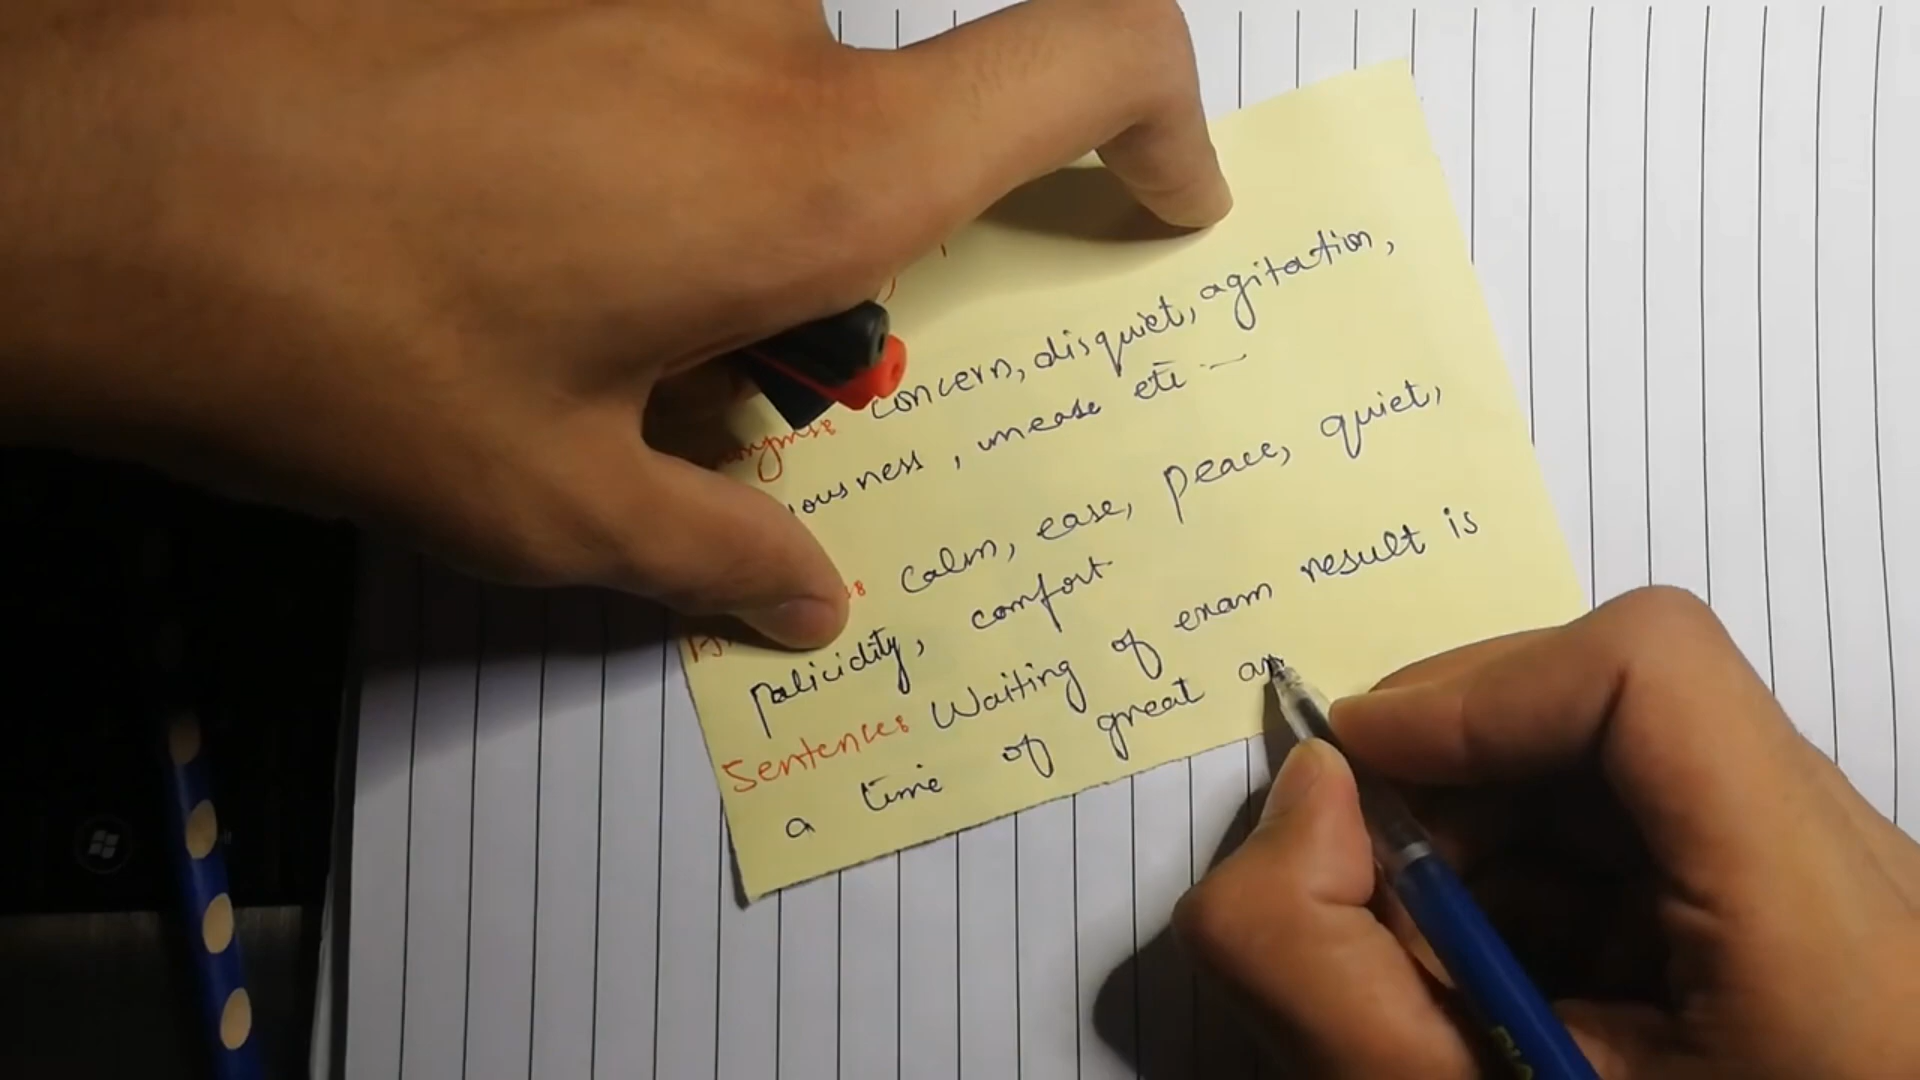 concern, disquiet, agitation,
ousness, unease etc
calm, ease, peace, quiet,
palicidity, comfort
Sentence: Waiting of exam result is
a time of great an